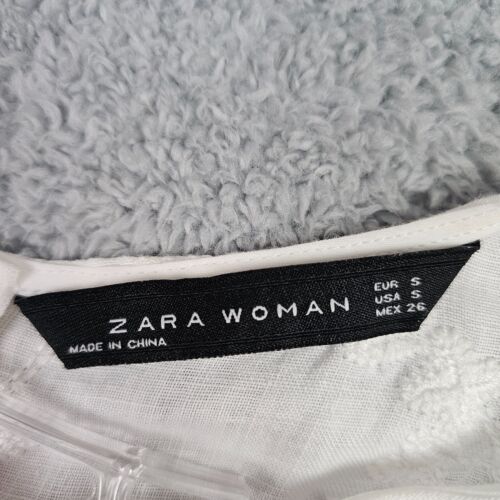 ZARA WOMAN
MADE IN CHINA
EUR S
USA S
MEX 26